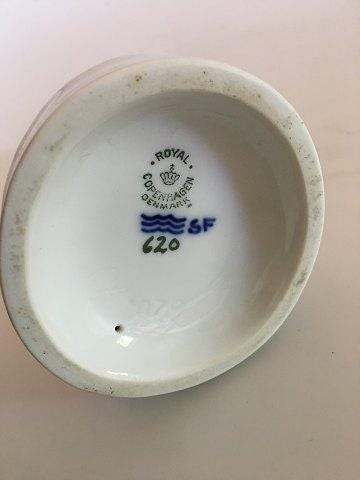 ROYAL
COPENHAGEN
DENMARK
SF
620